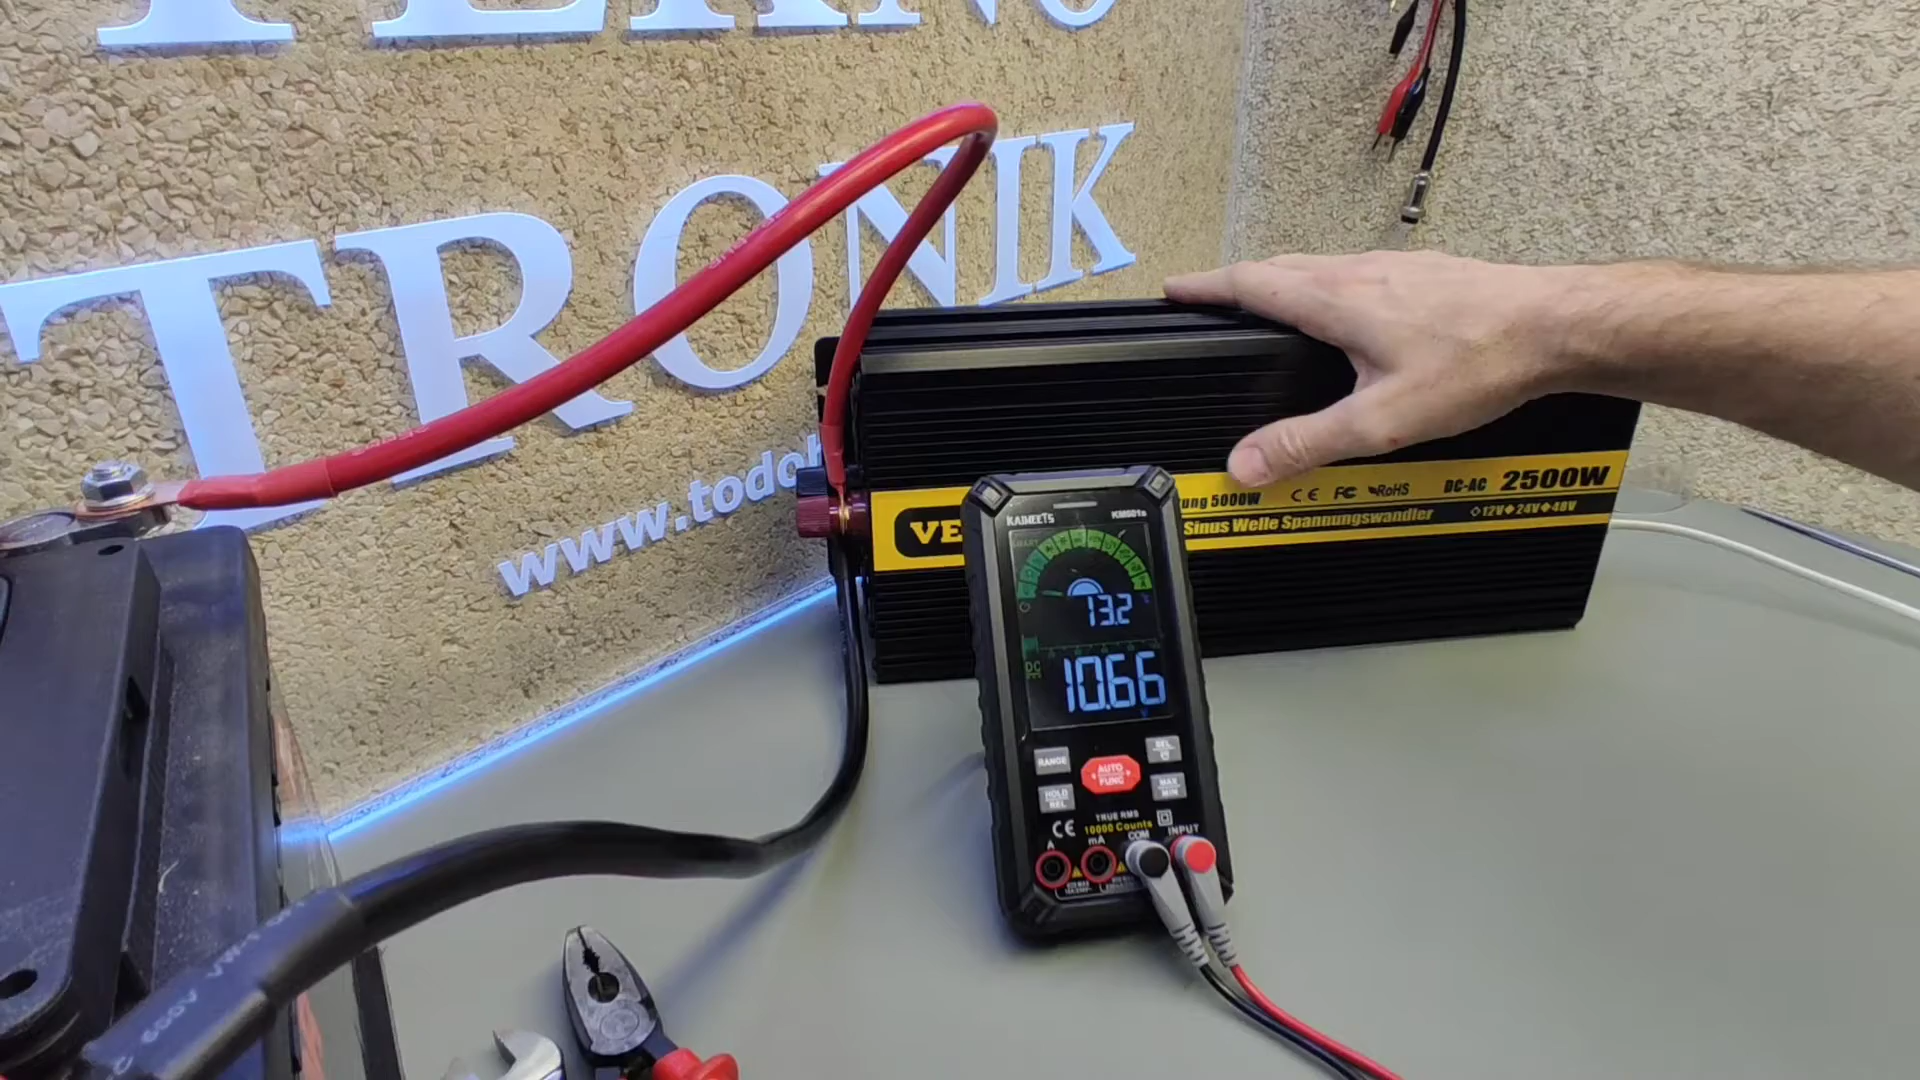 TRONIK
www.todo
VE
ung 5000W CE FC RoHS DC-AC 2500W
Sinus Welle Spannungswandler ◇12V◆24V◆48V
KAIWEETS KM601s
SMART
13.2
DC
10.66
V
RANGE
AUTO
FUNC
SEL
HOLD
REL
MAX
MIN
TRUE RMS
CE 10000 Counts
A mA COM INPUT